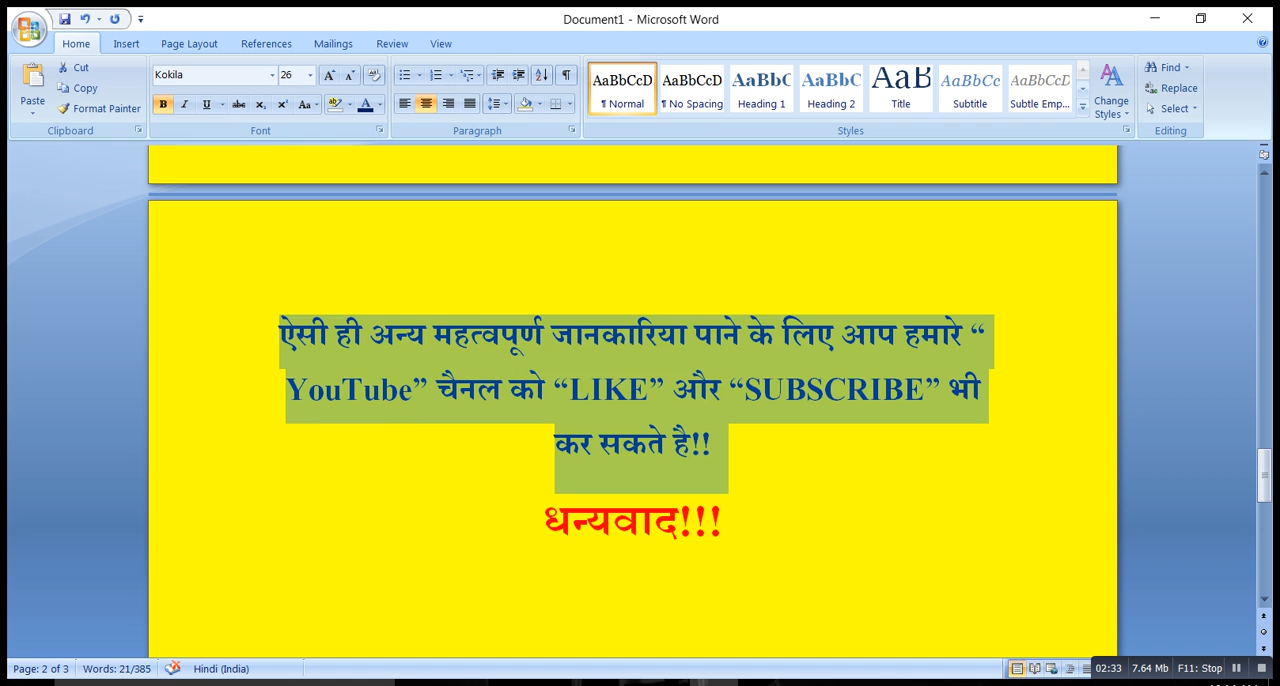 Document1 - Microsoft Word
Home Insert Page Layout References Mailings Review View
Paste Cut Copy Format Painter Clipboard
Kokila 26 Font
Paragraph
AaBbCcD ¶ Normal AaBbCcD ¶ No Spacing AaBbC Heading 1 AaBbC Heading 2 AaB Title AaBbCc Subtitle AaBbCcD Subtle Emp... Change Styles Styles
Find Replace Select Editing
ऐसी ही अन्य महत्वपूर्ण जानकारिया पाने के लिए आप हमारे “
YouTube” चैनल को “LIKE” और “SUBSCRIBE” भी
कर सकते है!!
धन्यवाद!!!
Page: 2 of 3 Words: 21/385 Hindi (India) 02:33 7.64 Mb F11: Stop